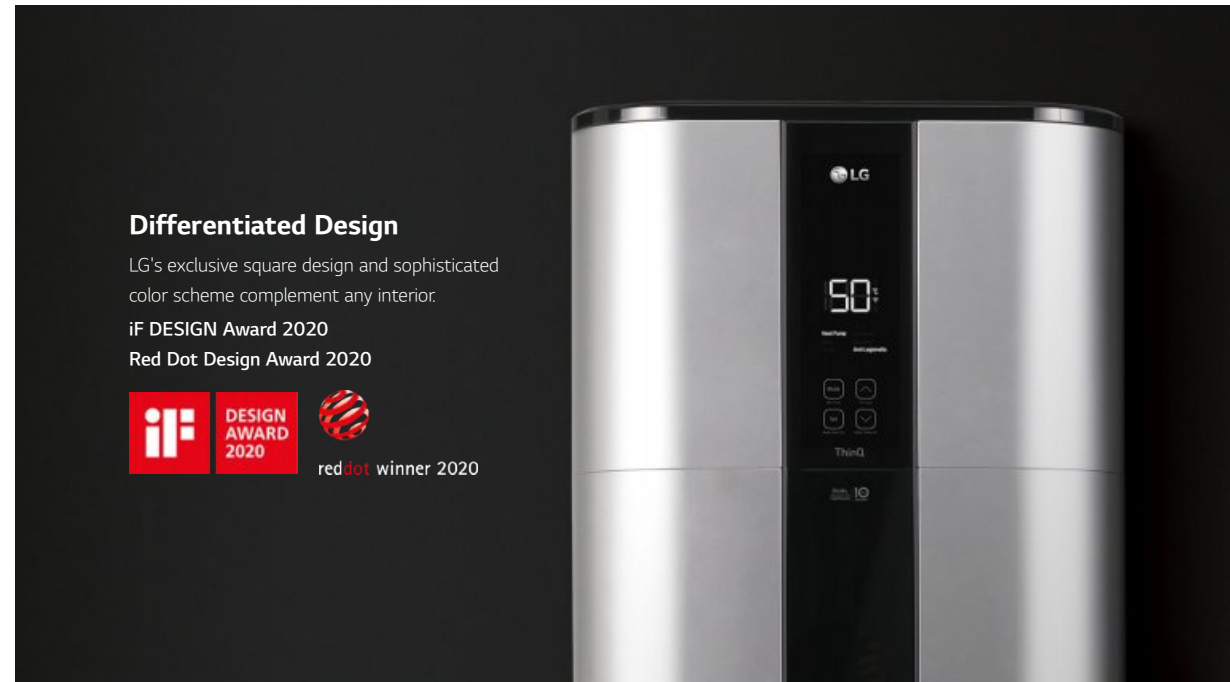 Differentiated Design
LG's exclusive square design and sophisticated
color scheme complement any interior.
iF DESIGN Award 2020
Red Dot Design Award 2020
iF
DESIGN
AWARD
2020
reddot winner 2020
LG
50
Heat Pump
Anti Legionella
Mode
Set
ThinQ
10